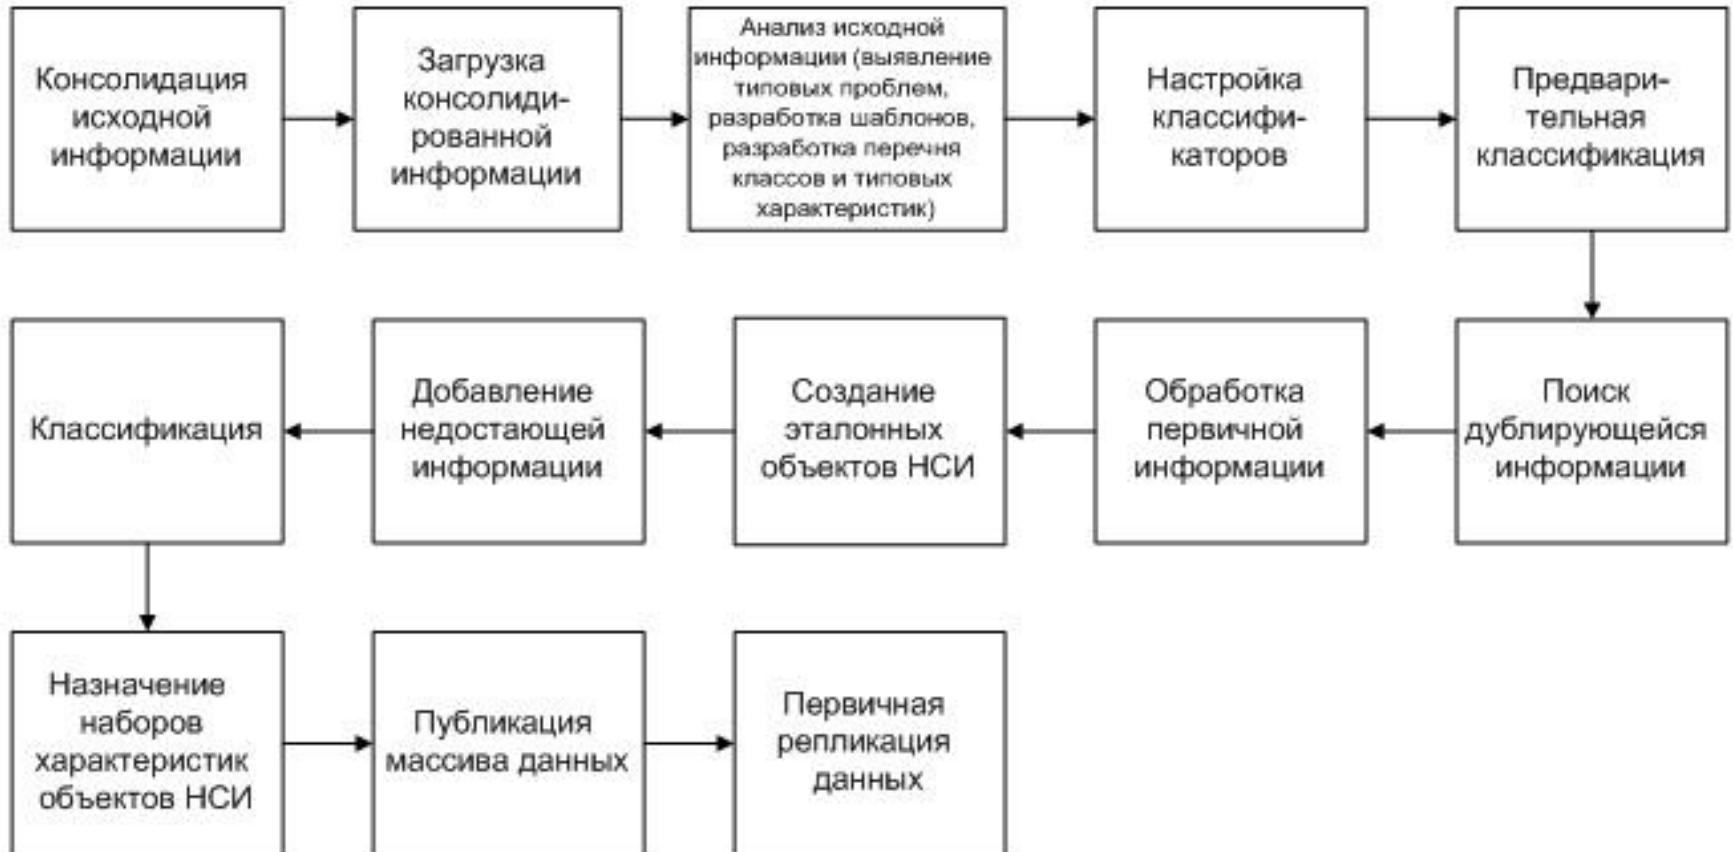 Консолидация
исходной
информации
Загрузка
консолиди-
рованной
информации
Анализ исходной
информации (выявление
типовых проблем,
разработка шаблонов,
разработка перечня
классов и типовых
характеристик)
Настройка
классифи-
каторов
Предвари-
тельная
классификация
Поиск
дублирующейся
информации
Обработка
первичной
информации
Создание
эталонных
объектов НСИ
Добавление
недостающей
информации
Классификация
Назначение
наборов
характеристик
объектов НСИ
Публикация
массива данных
Первичная
репликация
данных